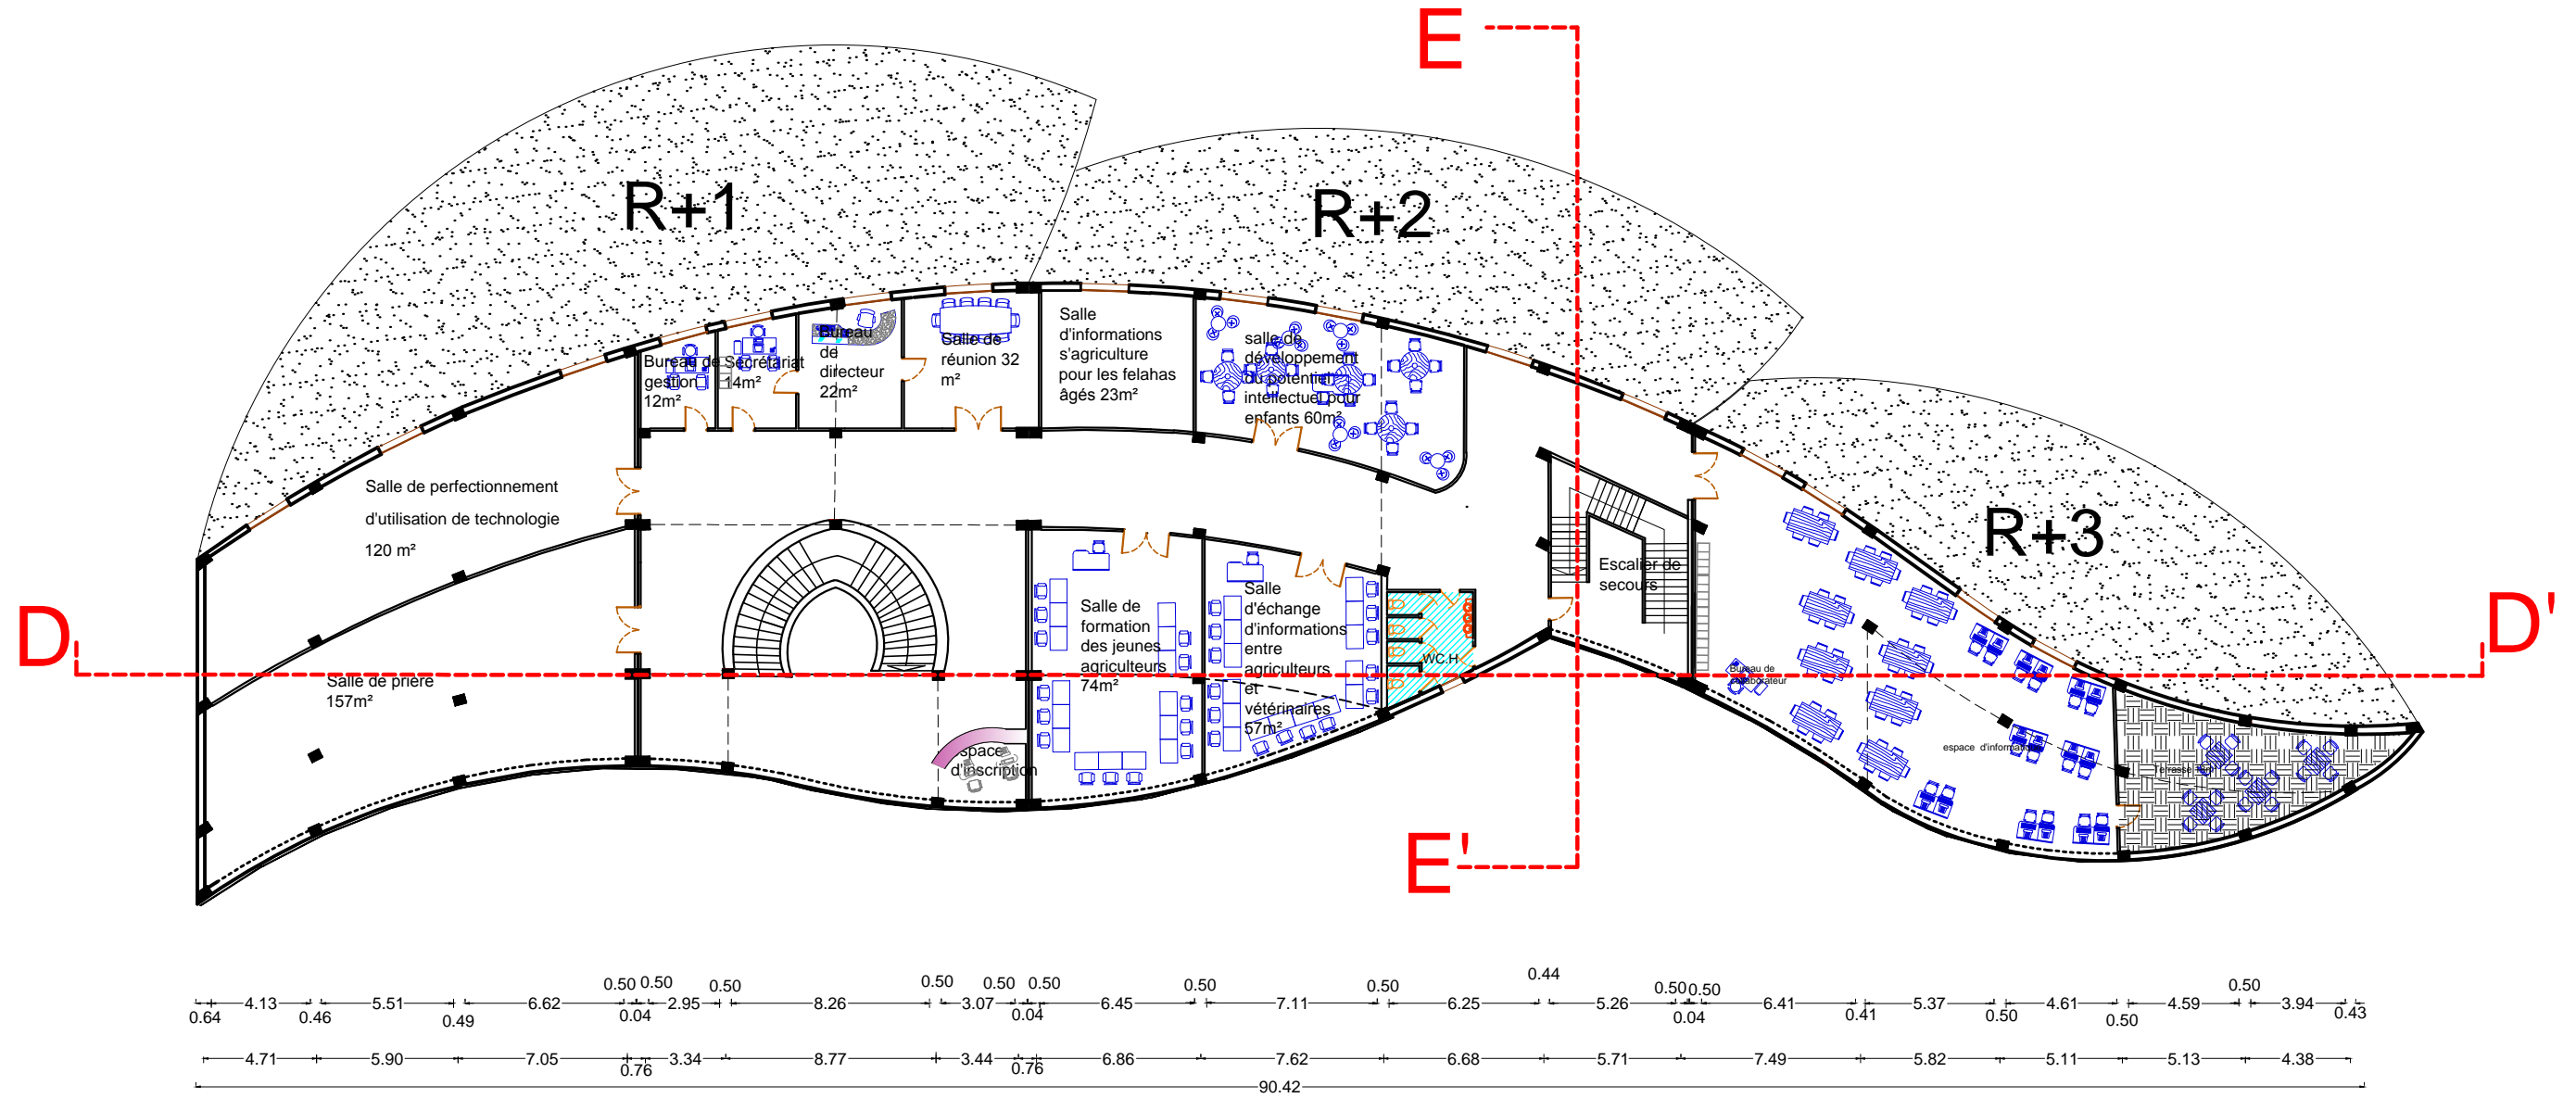 E
R+1
R+2
R+3
Bureau de
gestion
12m²
Secrétariat
14m²
Bureau
de
directeur
22m²
Salle de
réunion 32
m²
Salle
d'informations
s'agriculture
pour les felahas
âgés 23m²
salle de
développement
du potentiel
intellectuel pour
enfants 60m²
Salle de perfectionnement
d'utilisation de technologie
120 m²
Escalier de
secours
D
D'
Salle de prière
157m²
Salle de
formation
des jeunes
agriculteurs
74m²
Salle
d'échange
d'informations
entre
agriculteurs
et
vétérinaires
57m²
WC.H
Bureau de
espace d'information
Terrasse
espace
d'inscription
E'
0.50 0.50 0.50 0.50 0.50 0.50 0.50 0.50 0.44 0.50 0.50 0.50
4.13 5.51 6.62 2.95 8.26 3.07 6.45 7.11 6.25 5.26 6.41 5.37 4.61 4.59 3.94
0.64 0.46 0.49 0.04 0.04 0.04 0.41 0.50 0.50 0.43
4.71 5.90 7.05 3.34 8.77 3.44 6.86 7.62 6.68 5.71 7.49 5.82 5.11 5.13 4.38
0.76 0.76
90.42